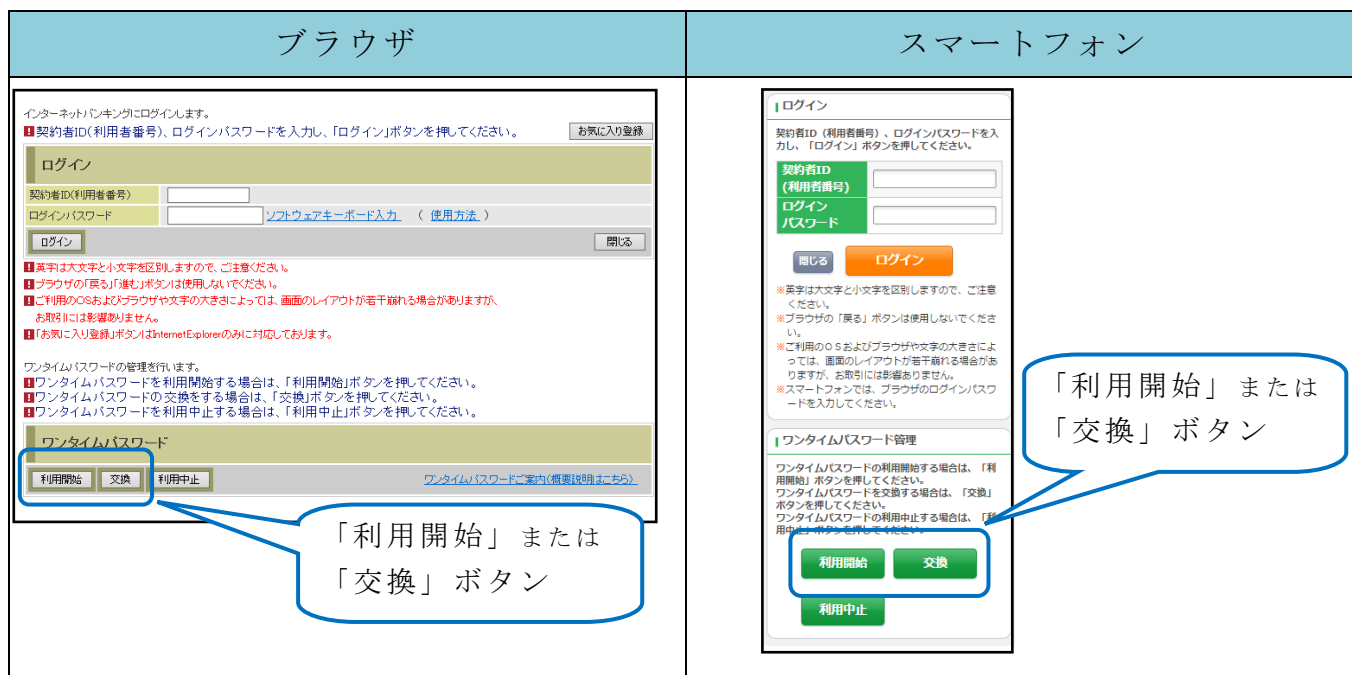 ブラウザ
インターネットバンキングにログインします。
契約者ID(利用者番号)、ログインパスワードを入力し、「ログイン」ボタンを押してください。
お気に入り登録
ログイン
契約者ID(利用者番号)
ログインパスワード
ソフトウェアキーボード入力 ( 使用方法 )
ログイン
閉じる
英字は大文字と小文字を区別しますので、ご注意ください。
ブラウザの「戻る」「進む」ボタンは使用しないでください。
ご利用のOSおよびブラウザや文字の大きさによっては、画面のレイアウトが若干崩れる場合がありますが、
お取引には影響ありません。
「お気に入り登録」ボタンはInternetExplorerのみに対応しております。
ワンタイムパスワードの管理を行います。
ワンタイムパスワードを利用開始する場合は、「利用開始」ボタンを押してください。
ワンタイムパスワードの交換をする場合は、「交換」ボタンを押してください。
ワンタイムパスワードを利用中止する場合は、「利用中止」ボタンを押してください。
ワンタイムパスワード
利用開始 交換 利用中止
ワンタイムパスワードご案内(概要説明はこちら)
「利用開始」または
「交換」ボタン
スマートフォン
ログイン
契約者ID（利用者番号）、ログインパスワードを入
力し、「ログイン」ボタンを押してください。
契約者ID
(利用者番号)
ログイン
パスワード
閉じる ログイン
※英字は大文字と小文字を区別しますので、ご注意
ください。
※ブラウザの「戻る」ボタンは使用しないでくださ
い。
※ご利用のＯＳおよびブラウザや文字の大きさによ
っては、画面のレイアウトが若干崩れる場合があ
りますが、お取引には影響ありません。
※スマートフォンでは、ブラウザのログインパスワ
ードを入力してください。
ワンタイムパスワード管理
ワンタイムパスワードの利用開始する場合は、「利
用開始」ボタンを押してください。
ワンタイムパスワードを交換する場合は、「交換」
ボタンを押してください。
ワンタイムパスワードの利用中止する場合は、「利
用中止」ボタンを押してください。
利用開始 交換
利用中止
「利用開始」または
「交換」ボタン